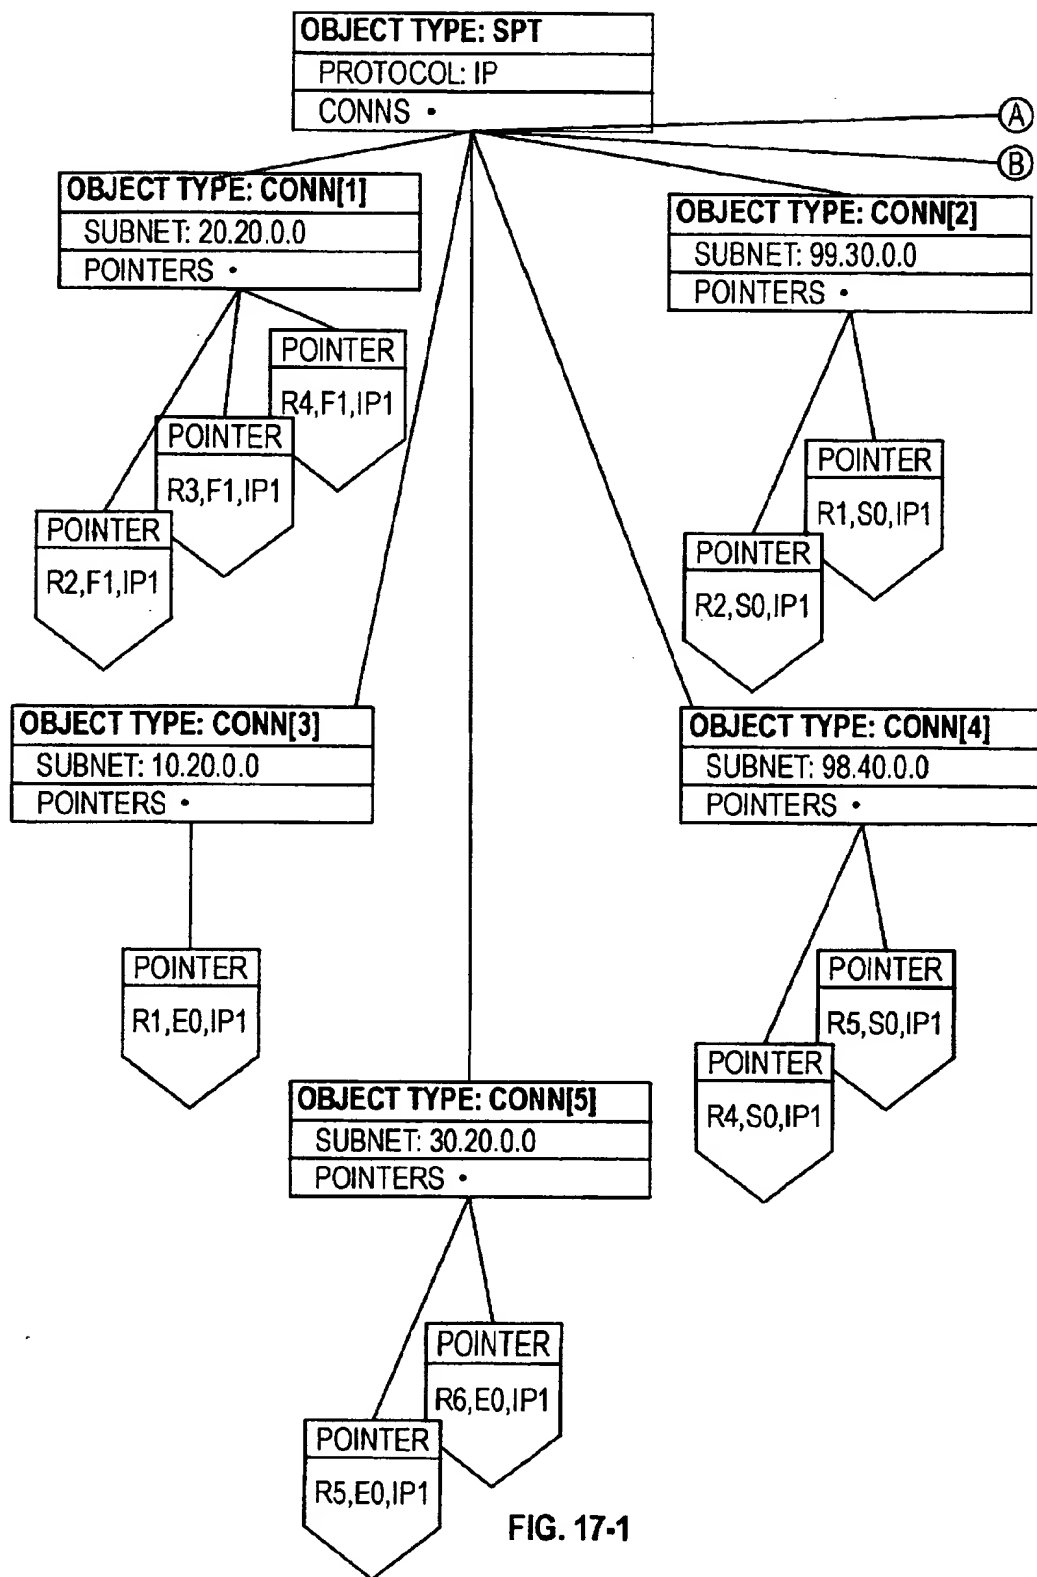 OBJECT TYPE: SPT
PROTOCOL: IP
CONNS •
A
B
OBJECT TYPE: CONN[1]
SUBNET: 20.20.0.0
POINTERS •
OBJECT TYPE: CONN[2]
SUBNET: 99.30.0.0
POINTERS •
POINTER
R4,F1,IP1
POINTER
R3,F1,IP1
POINTER
R2,F1,IP1
POINTER
R1,S0,IP1
POINTER
R2,S0,IP1
OBJECT TYPE: CONN[3]
SUBNET: 10.20.0.0
POINTERS •
OBJECT TYPE: CONN[4]
SUBNET: 98.40.0.0
POINTERS •
POINTER
R1,E0,IP1
POINTER
R5,S0,IP1
POINTER
R4,S0,IP1
OBJECT TYPE: CONN[5]
SUBNET: 30.20.0.0
POINTERS •
POINTER
R6,E0,IP1
POINTER
R5,E0,IP1
FIG. 17-1